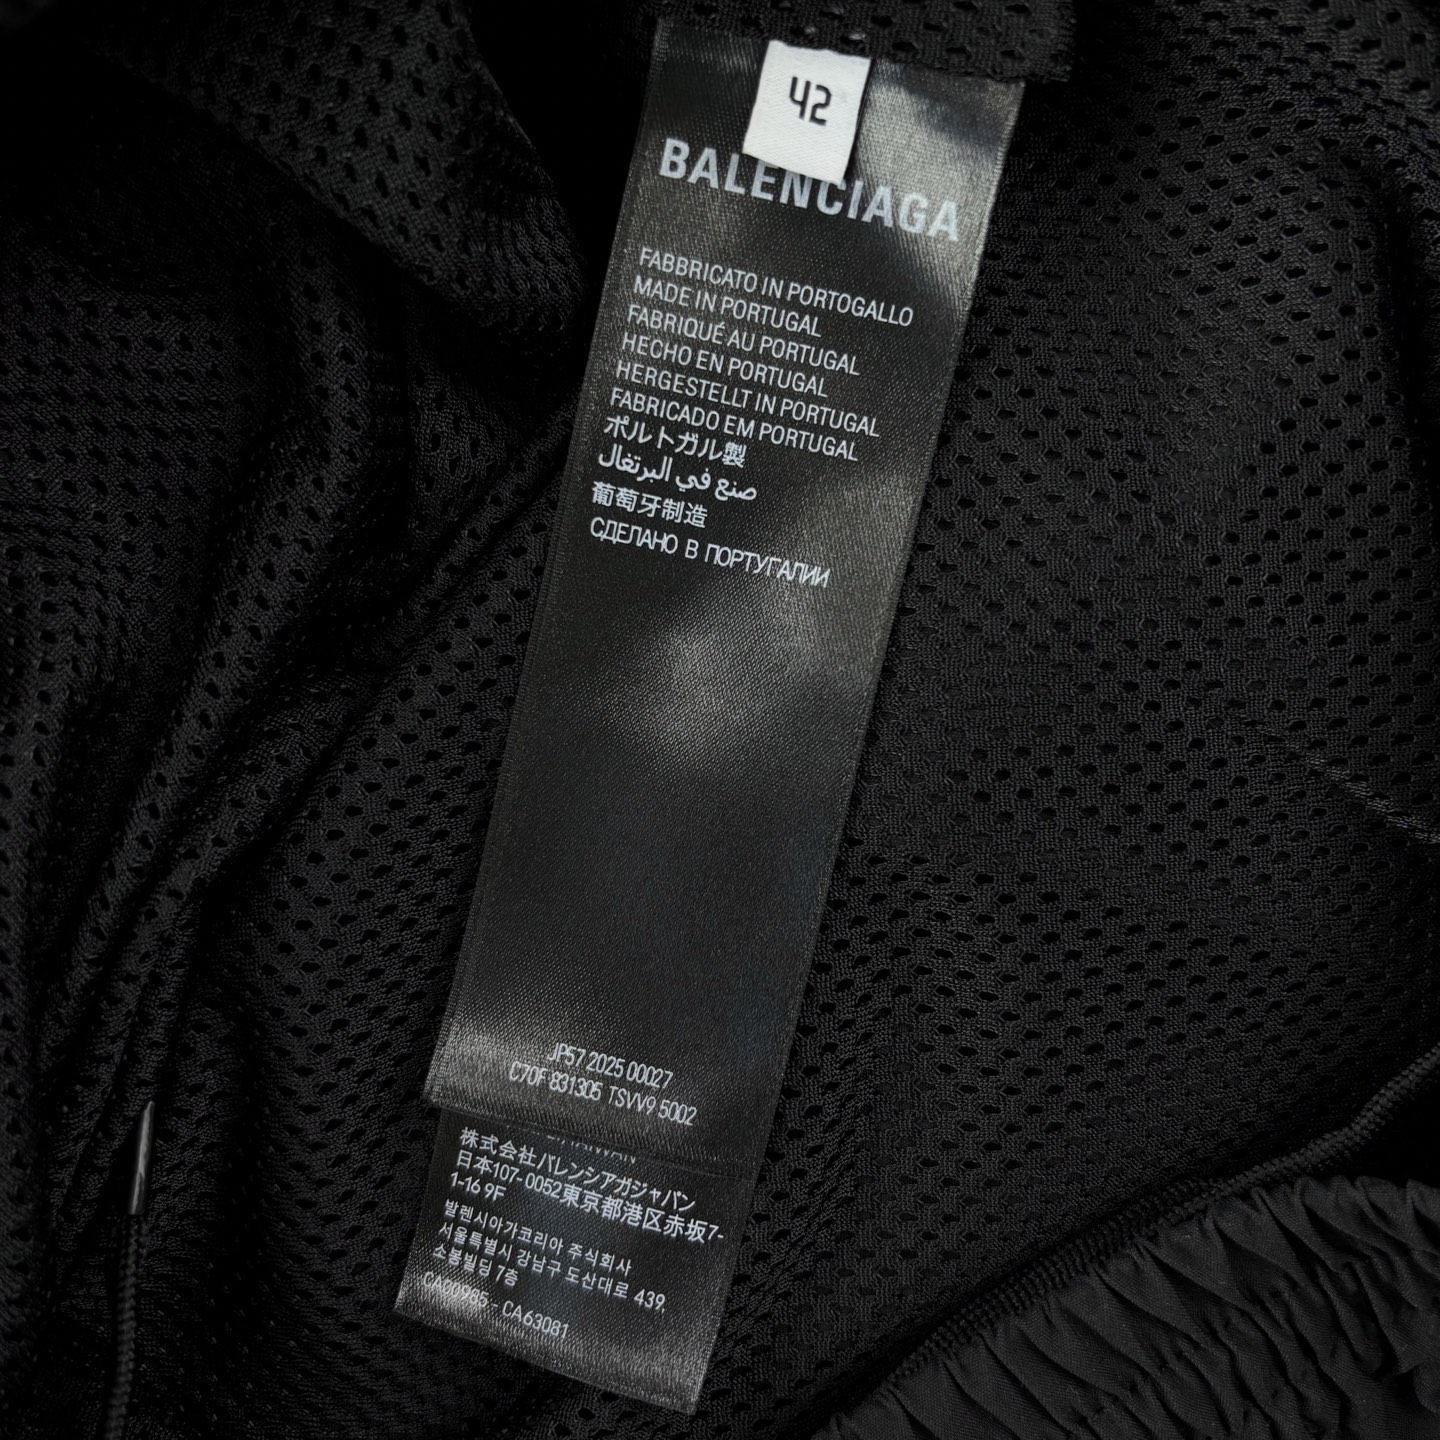 42
BALENCIAGA
FABBRICATO IN PORTOGALLO
MADE IN PORTUGAL
FABRIQUÉ AU PORTUGAL
HECHO EN PORTUGAL
HERGESTELLT IN PORTUGAL
FABRICADO EM PORTUGAL
ポルトガル製
صنع في البرتغال
葡萄牙制造
СДЕЛАНО В ПОРТУГАЛИИ
JP57 2025 00027
C70F 831305 TSVV9 5002
株式会社バレンシアガジャパン
日本107-0052東京都港区赤坂7-
1-16 9F
발렌시아가코리아 주식회사
서울특별시 강남구 도산대로 439,
소봉빌딩 7층
CA00985 - CA63081